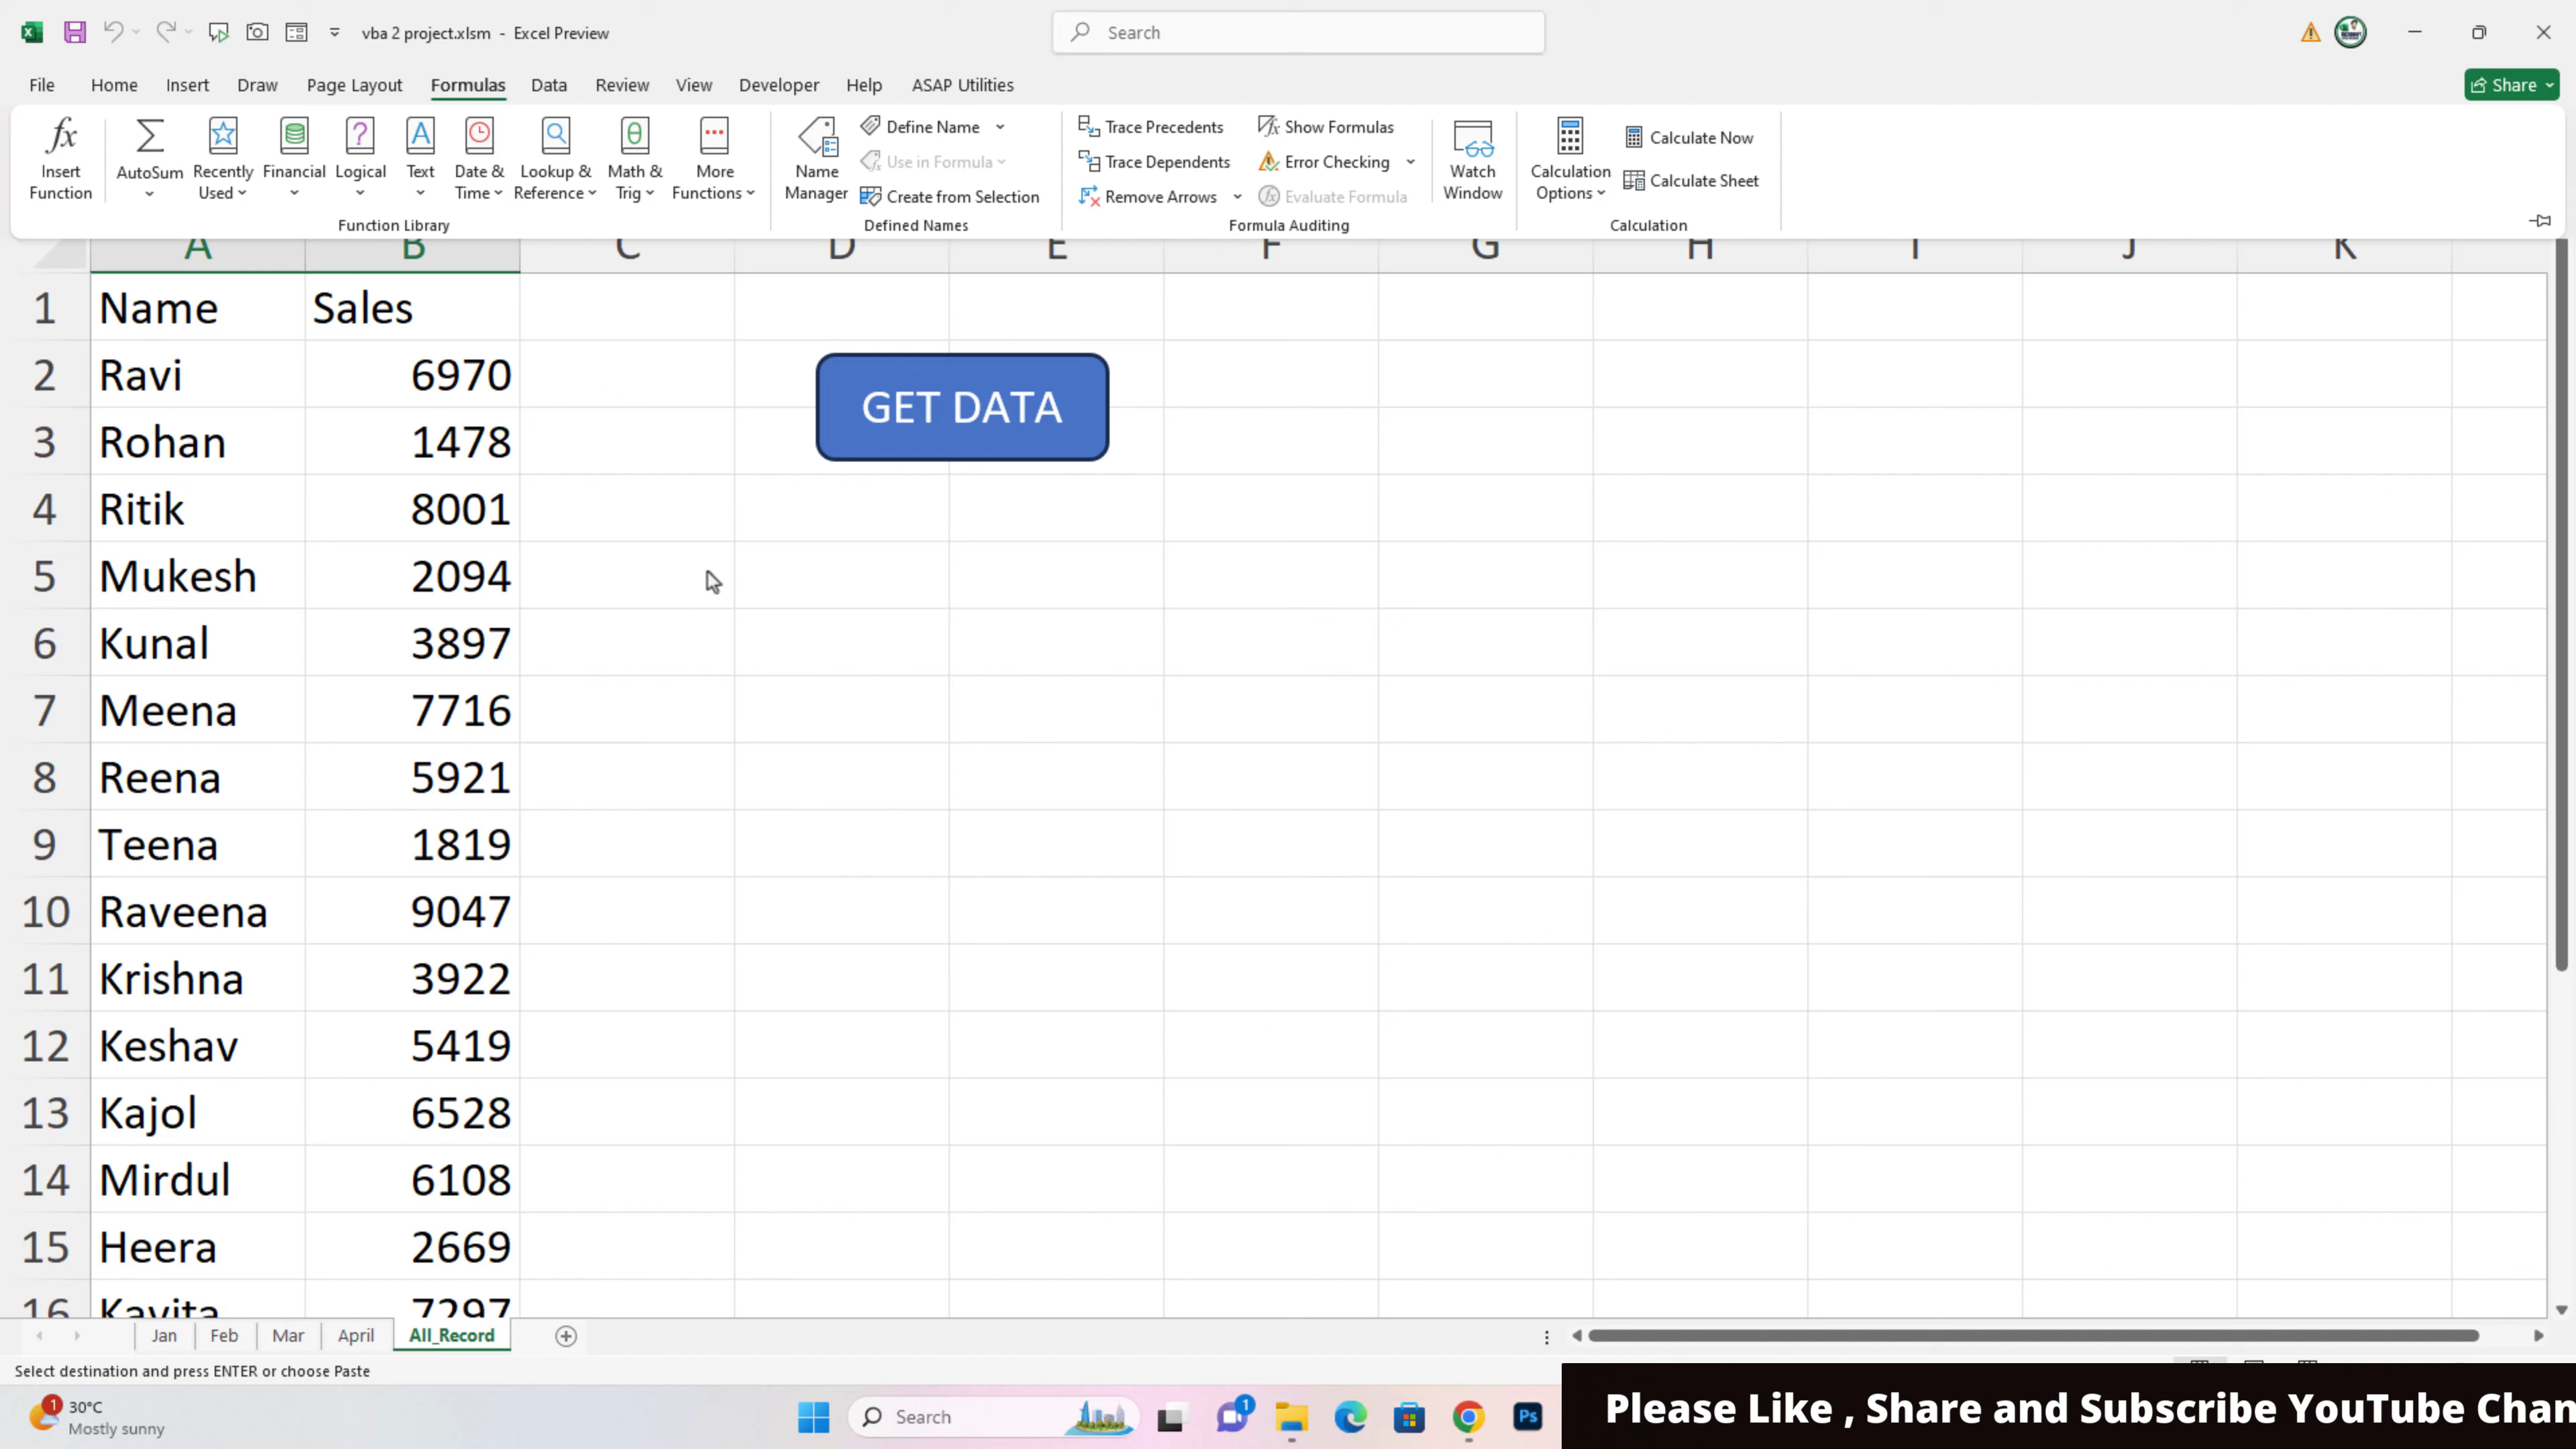 vba 2 project.xlsm - Excel Preview
Search
File Home Insert Draw Page Layout Formulas Data Review View Developer Help ASAP Utilities
Share
Insert Function
AutoSum
Recently Used
Financial
Logical
Text
Date & Time
Lookup & Reference
Math & Trig
More Functions
Function Library
Name Manager
Define Name
Use in Formula
Create from Selection
Defined Names
Trace Precedents
Trace Dependents
Remove Arrows
Show Formulas
Error Checking
Evaluate Formula
Formula Auditing
Watch Window
Calculation Options
Calculate Now
Calculate Sheet
Calculation
A B C D E F G H I J K
1 Name Sales
2 Ravi 6970
GET DATA
3 Rohan 1478
4 Ritik 8001
5 Mukesh 2094
6 Kunal 3897
7 Meena 7716
8 Reena 5921
9 Teena 1819
10 Raveena 9047
11 Krishna 3922
12 Keshav 5419
13 Kajol 6528
14 Mirdul 6108
15 Heera 2669
16 Kavita 7297
Jan Feb Mar April All_Record
Select destination and press ENTER or choose Paste
1
30°C
Mostly sunny
Search
1
Ps
Please Like , Share and Subscribe YouTube Chan